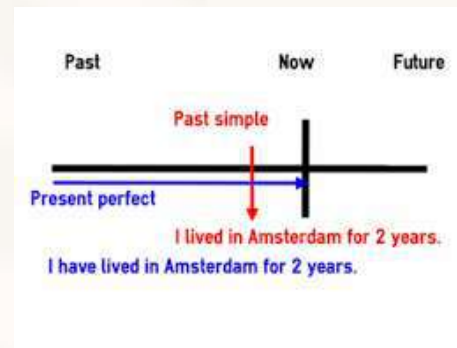 Past Now Future
Past simple
Present perfect
I lived in Amsterdam for 2 years.
I have lived in Amsterdam for 2 years.